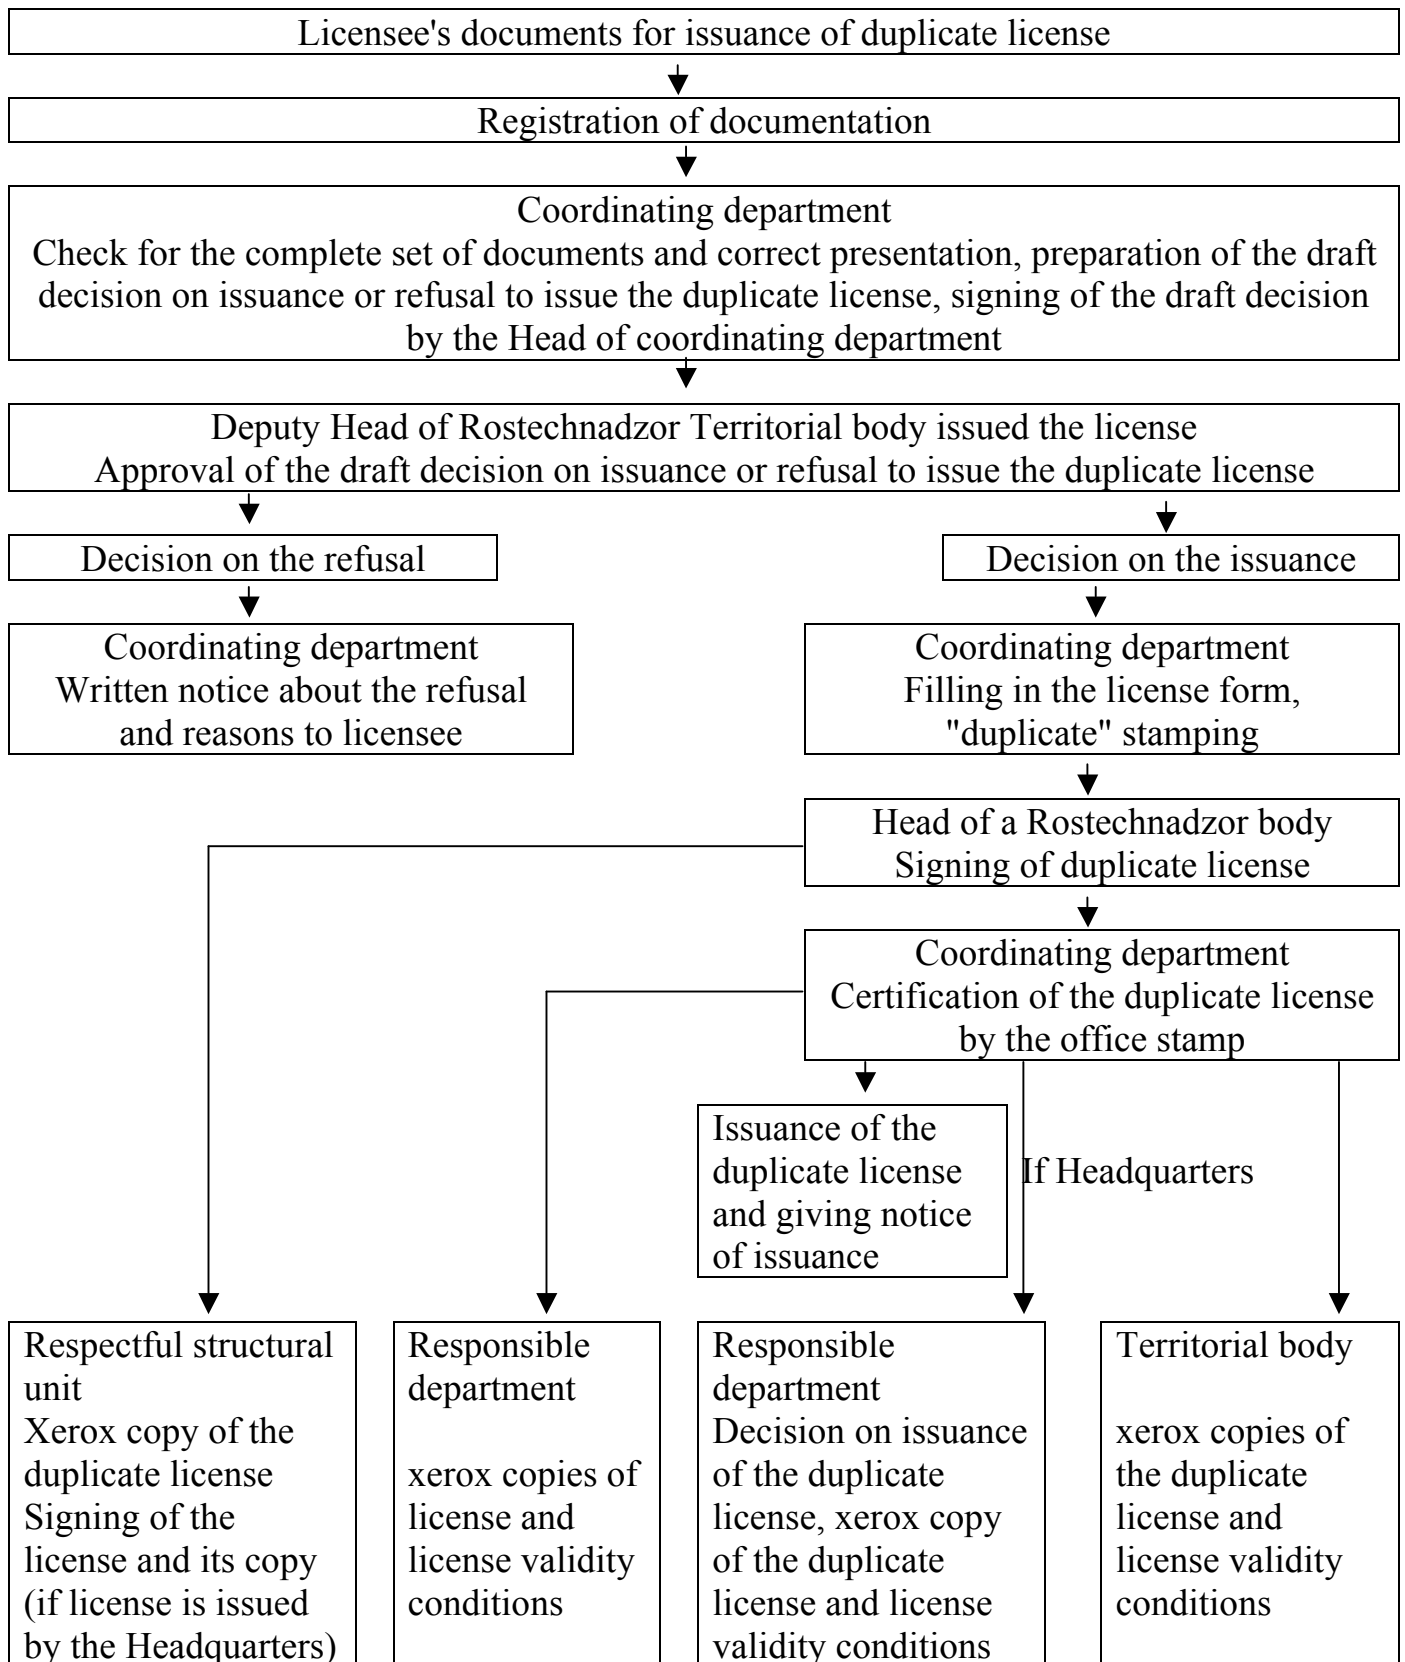 Licensee's documents for issuance of duplicate license
Registration of documentation
Coordinating department
Check for the complete set of documents and correct presentation, preparation of the draft
decision on issuance or refusal to issue the duplicate license, signing of the draft decision
by the Head of coordinating department
Deputy Head of Rostechnadzor Territorial body issued the license
Approval of the draft decision on issuance or refusal to issue the duplicate license
Decision on the refusal
Decision on the issuance
Coordinating department
Written notice about the refusal
and reasons to licensee
Coordinating department
Filling in the license form,
"duplicate" stamping
Head of a Rostechnadzor body
Signing of duplicate license
Coordinating department
Certification of the duplicate license
by the office stamp
Issuance of the
duplicate license
and giving notice
of issuance
If Headquarters
Respectful structural
unit
Xerox copy of the
duplicate license
Signing of the
license and its copy
(if license is issued
by the Headquarters)
Responsible
department
xerox copies of
license and
license validity
conditions
Responsible
department
Decision on issuance
of the duplicate
license, xerox copy
of the duplicate
license and license
validity conditions
Territorial body
xerox copies of
the duplicate
license and
license validity
conditions